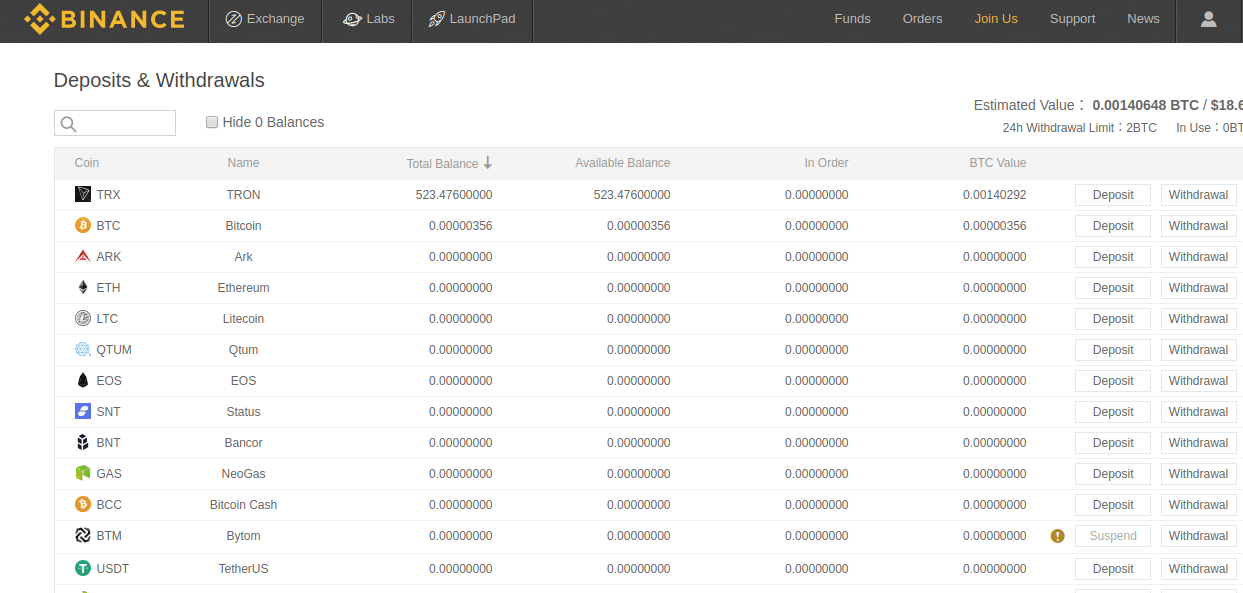 BINANCE Exchange Labs LaunchPad Funds Orders Join Us Support News
Deposits & Withdrawals
Estimated Value： 0.00140648 BTC / $18.6
Hide 0 Balances
24h Withdrawal Limit：2BTC In Use：0BT
Coin Name Total Balance Available Balance In Order BTC Value
TRX TRON 523.47600000 523.47600000 0.00000000 0.00140292 Deposit Withdrawal
BTC Bitcoin 0.00000356 0.00000356 0.00000000 0.00000356 Deposit Withdrawal
ARK Ark 0.00000000 0.00000000 0.00000000 0.00000000 Deposit Withdrawal
ETH Ethereum 0.00000000 0.00000000 0.00000000 0.00000000 Deposit Withdrawal
LTC Litecoin 0.00000000 0.00000000 0.00000000 0.00000000 Deposit Withdrawal
QTUM Qtum 0.00000000 0.00000000 0.00000000 0.00000000 Deposit Withdrawal
EOS EOS 0.00000000 0.00000000 0.00000000 0.00000000 Deposit Withdrawal
SNT Status 0.00000000 0.00000000 0.00000000 0.00000000 Deposit Withdrawal
BNT Bancor 0.00000000 0.00000000 0.00000000 0.00000000 Deposit Withdrawal
GAS NeoGas 0.00000000 0.00000000 0.00000000 0.00000000 Deposit Withdrawal
BCC Bitcoin Cash 0.00000000 0.00000000 0.00000000 0.00000000 Deposit Withdrawal
BTM Bytom 0.00000000 0.00000000 0.00000000 0.00000000 Suspend Withdrawal
USDT TetherUS 0.00000000 0.00000000 0.00000000 0.00000000 Deposit Withdrawal